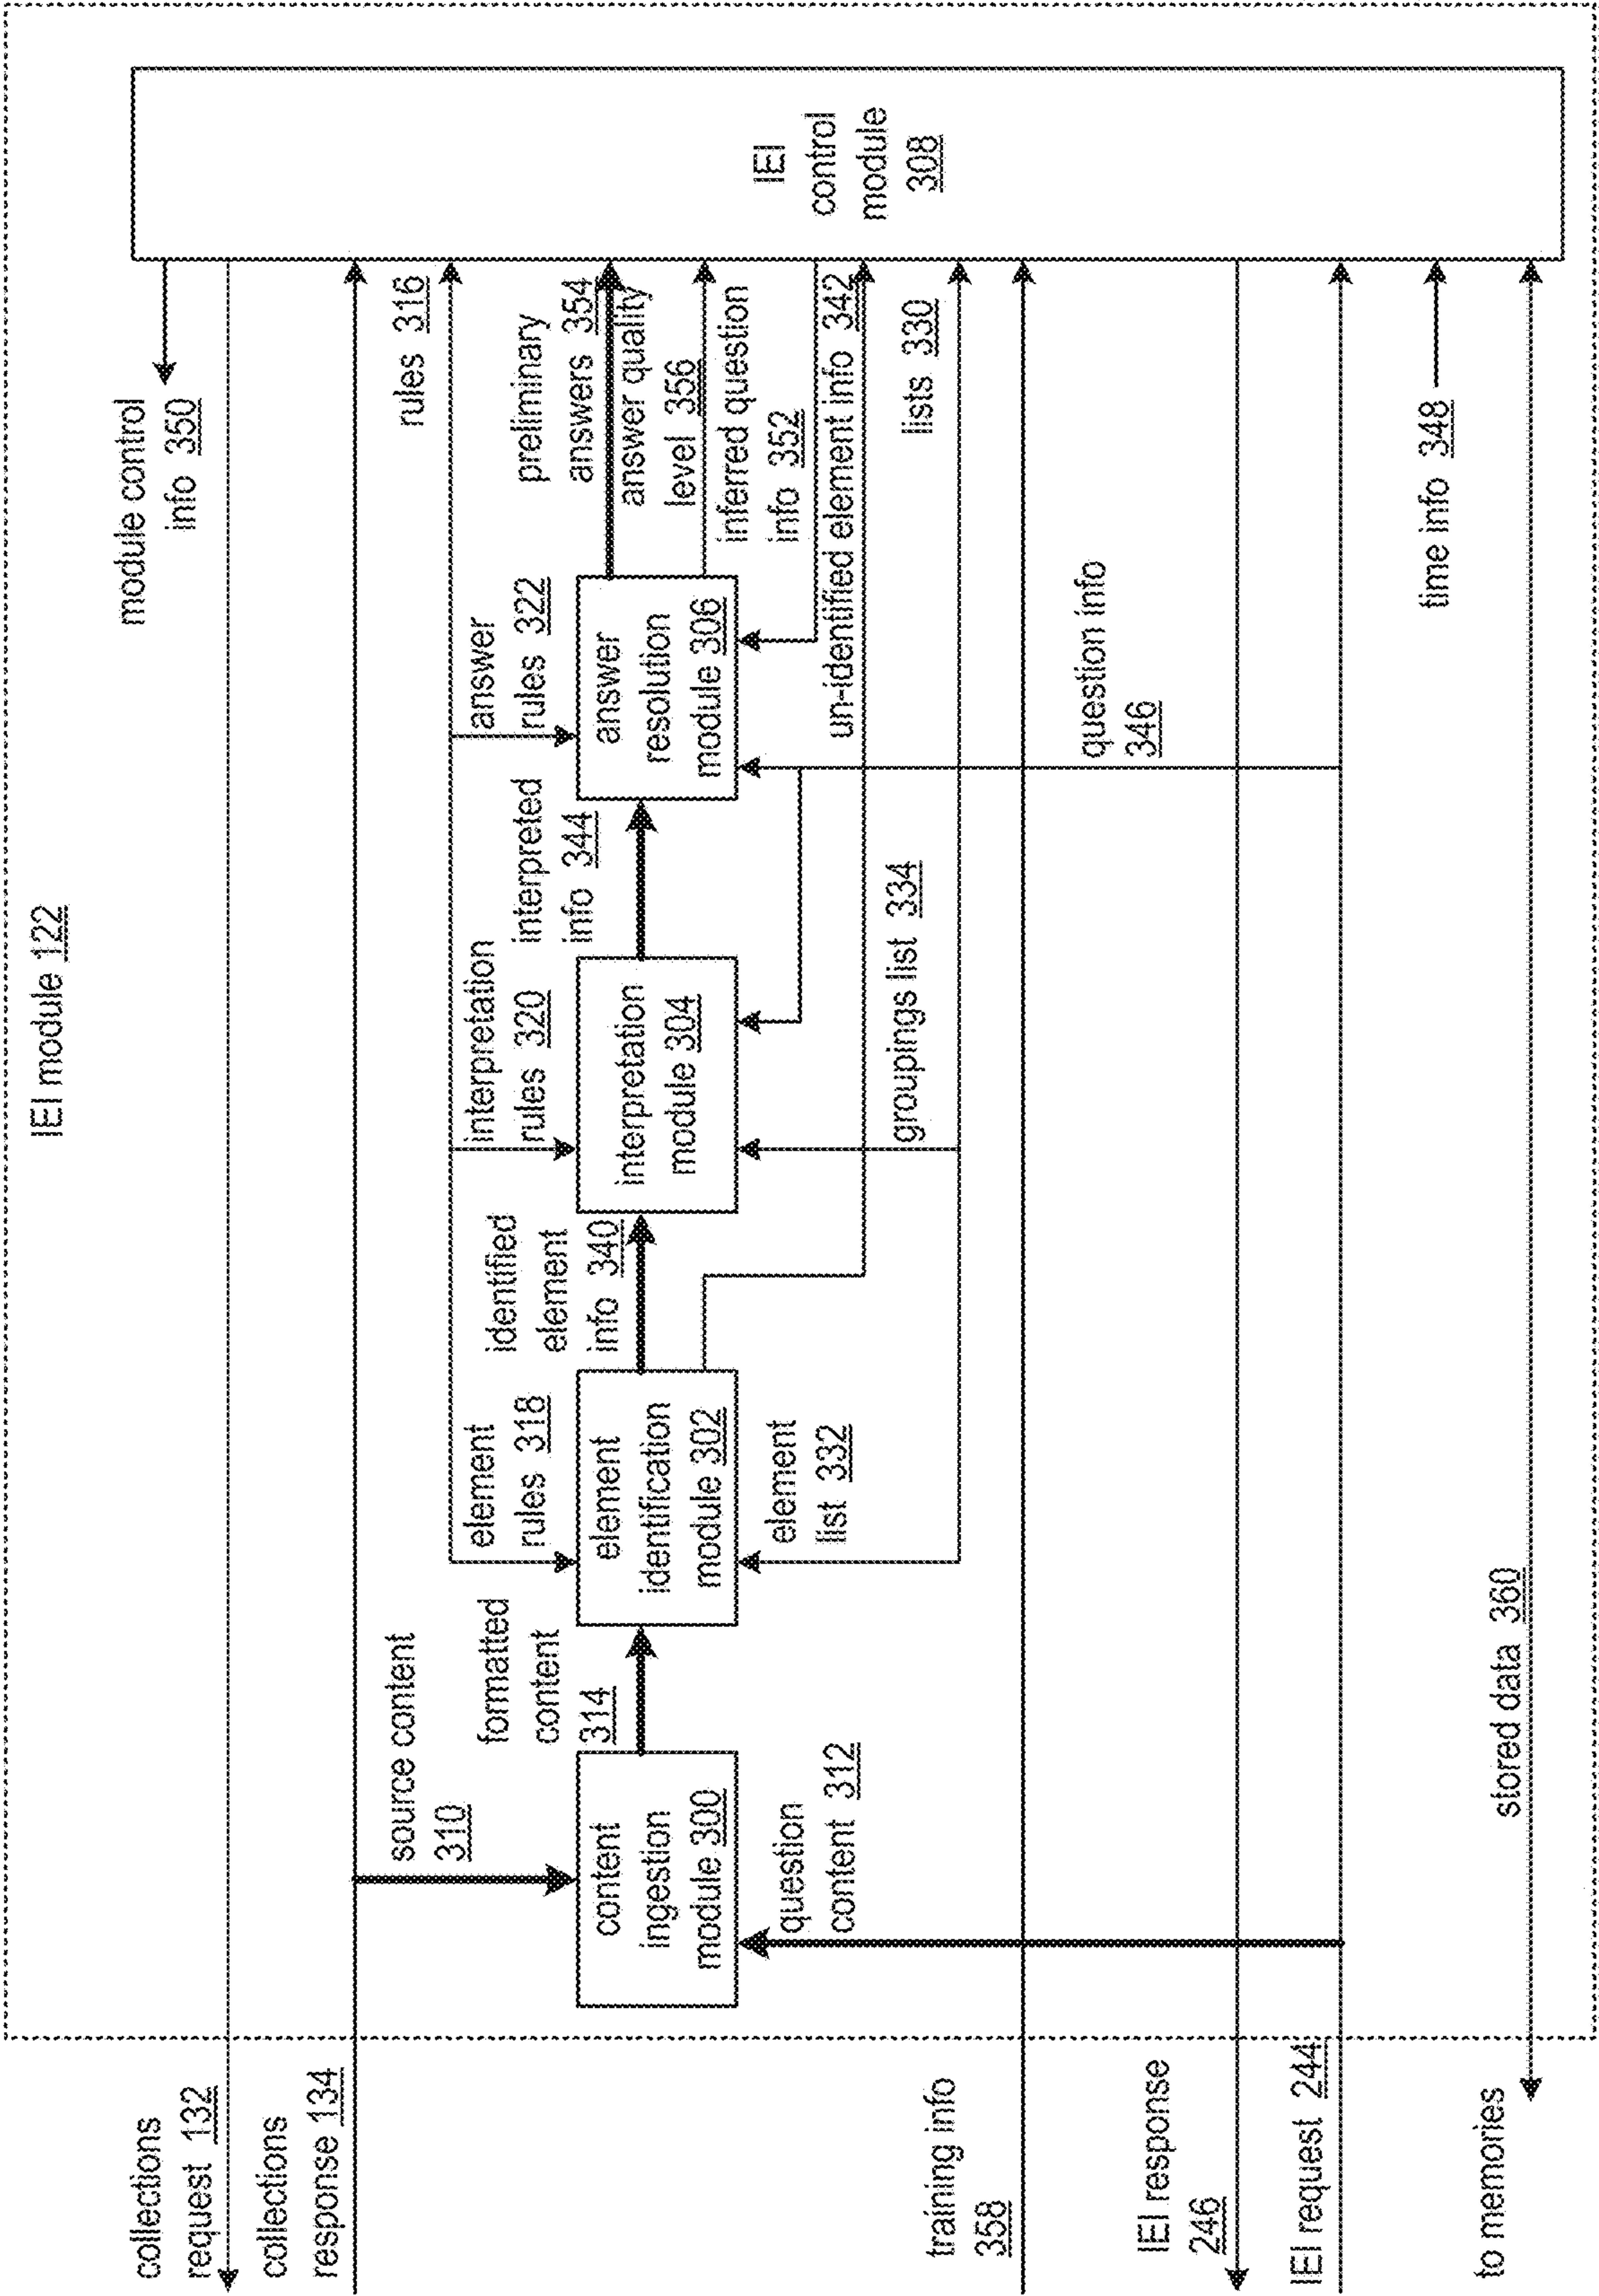 IEI module 122
collections
request 132
collections
response 134
module control
info 350
source content
310
rules 316
formatted
content
314
element
rules 318
identified
element
info 340
interpretation
rules 320
interpreted
info 344
answer
rules 322
preliminary
answers 354
answer quality
level 356
inferred question
info 352
un-identified element info 342
lists 330
content
ingestion
module 300
element
identification
module 302
interpretation
module 304
answer
resolution
module 306
IEI
control
module
308
question
content 312
element
list 332
groupings list 334
question info
346
training info
358
IEI response
246
IEI request 244
time info 348
stored data 360
to memories